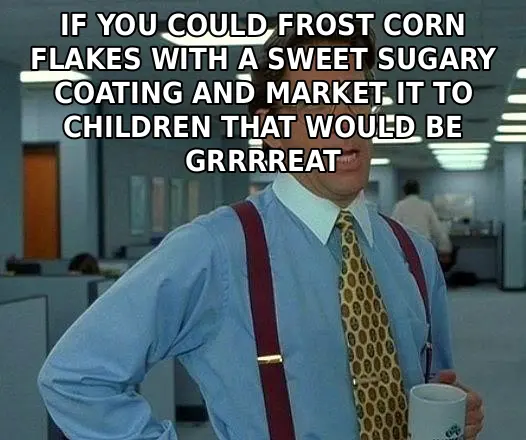 IF YOU COULD FROST CORN
FLAKES WITH A SWEET SUGARY
COATING AND MARKET IT TO
CHILDREN THAT WOULD BE
GRRRREAT